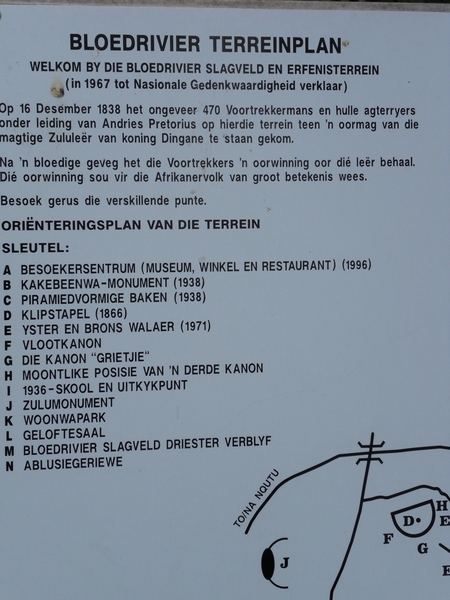 BLOEDRIVIER TERREINPLAN
WELKOM BY DIE BLOEDRIVIER SLAGVELD EN ERFENISTERREIN
(in 1967 tot Nasionale Gedenkwaardigheid verklaar)
Op 16 Desember 1838 het ongeveer 470 Voortrekkermans en hulle agterryers
onder leiding van Andries Pretorius op hierdie terrein teen 'n oormag van die
magtige Zululeër van koning Dingane te staan gekom.
Na 'n bloedige geveg het die Voortrekkers 'n oorwinning oor dié leër behaal.
Dié oorwinning sou vir die Afrikanervolk van groot betekenis wees.
Besoek gerus die verskillende punte.
ORIËNTERINGSPLAN VAN DIE TERREIN
SLEUTEL:
A BESOEKERSENTRUM (MUSEUM, WINKEL EN RESTAURANT) (1996)
B KAKEBEENWA-MONUMENT (1938)
C PIRAMIEDVORMIGE BAKEN (1938)
D KLIPSTAPEL (1866)
E YSTER EN BRONS WALAER (1971)
F VLOOTKANON
G DIE KANON "GRIETJIE"
H MOONTLIKE POSISIE VAN 'N DERDE KANON
I 1936-SKOOL EN UITKYKPUNT
J ZULUMONUMENT
K WOONWAPARK
L GELOFTESAAL
M BLOEDRIVIER SLAGVELD DRIESTER VERBLYF
N ABLUSIEGERIEWE
TO/NA NQUTU
H
D
E
F
G
J